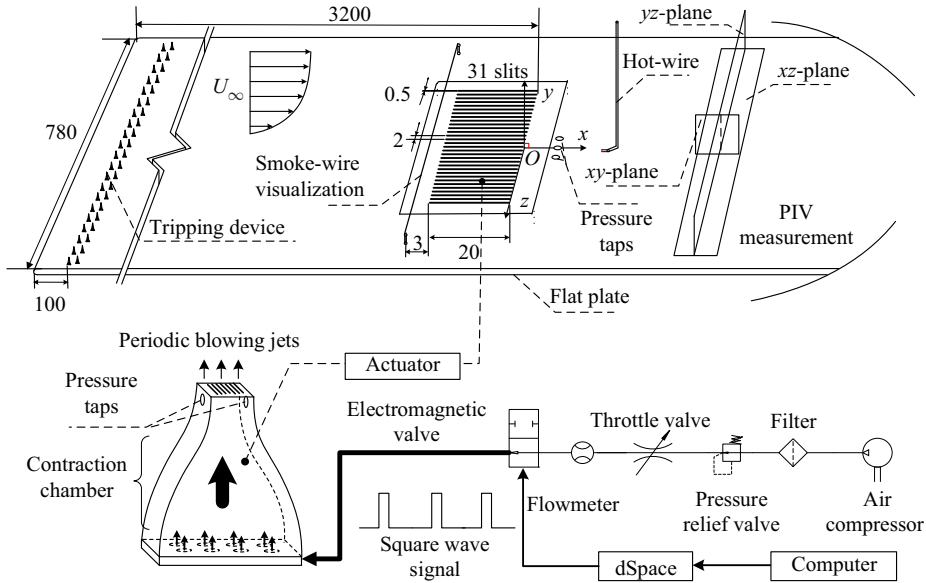 3200
yz-plane
31 slits
y
Hot-wire
xz-plane
U∞
0.5
780
2
x
O
Smoke-wire
visualization
xy-plane
z
Pressure
taps
PIV
measurement
Tripping device
3
20
100
Flat plate
Periodic blowing jets
Actuator
Pressure
taps
Electromagnetic
valve
Throttle valve
Filter
Contraction
chamber
Flowmeter
Pressure
relief valve
Air
compressor
Square wave
signal
dSpace
Computer